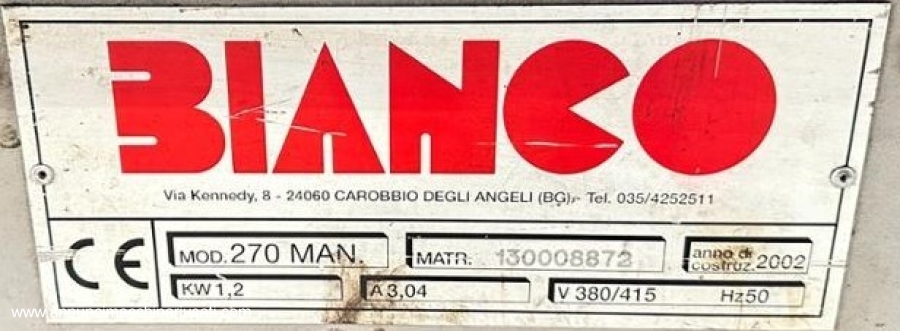 BIANCO
Via Kennedy, 8 - 24060 CAROBBIO DEGLI ANGELI (BG) - Tel. 035/4252511
CE MOD. 270 MAN. MATR. 130008872 anno di costruz. 2002
KW 1,2 A 3,04 V 380/415 Hz 50